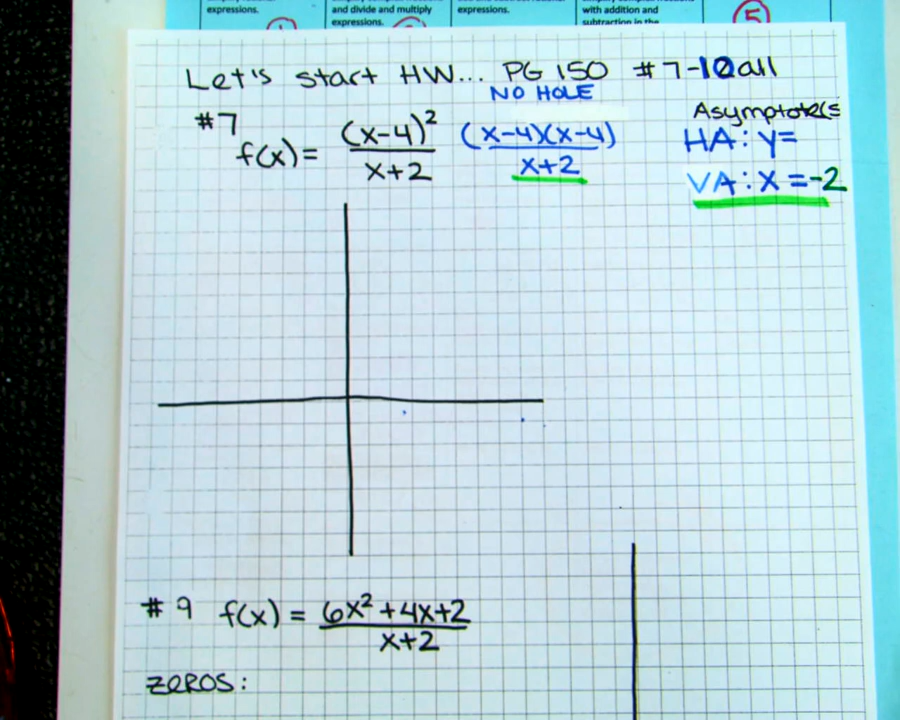 expressions.
and divide and multiply
expressions.
expressions.
with addition and
subtraction in the
5
Let's start HW... PG 150 #7-10 all
NO HOLE
#7
f(x) = (x-4)² / x+2
(x-4)(x-4) / x+2
Asymptote(s
HA: y=
VA: x = -2
# 9 f(x) = 6x² + 4x+2 / x+2
ZEROS: